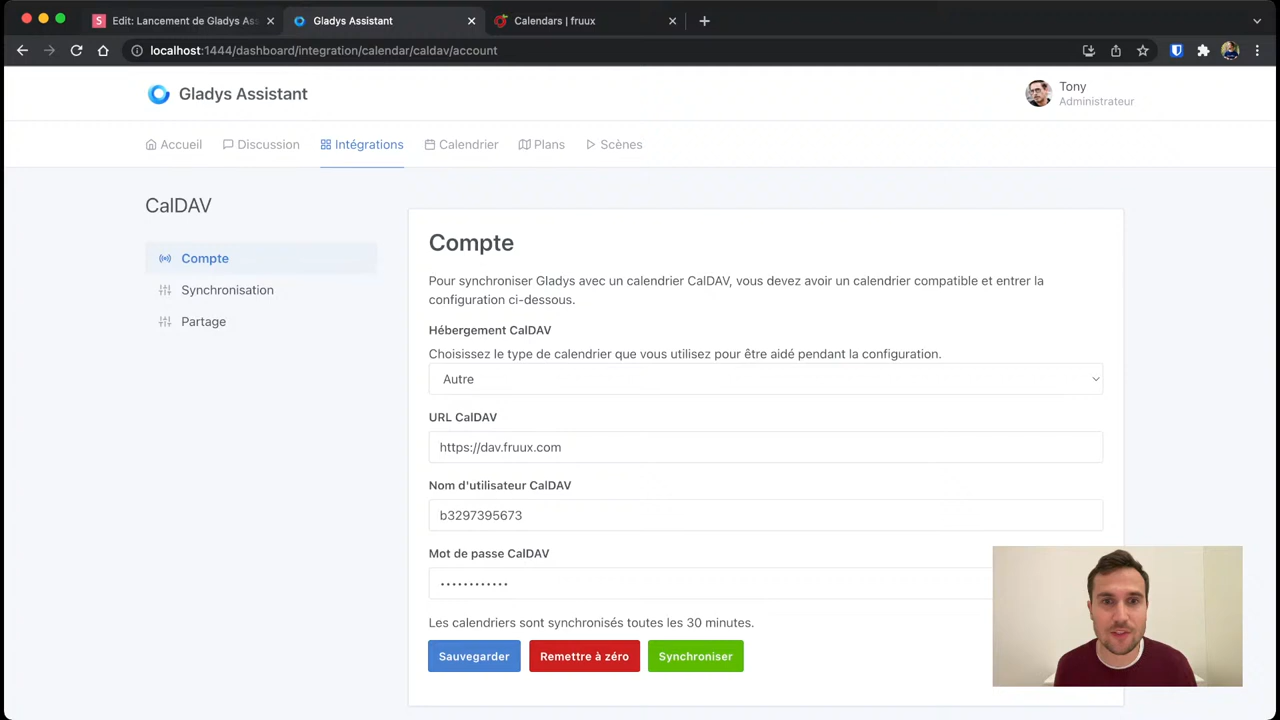 Edit: Lancement de Gladys Ass
Gladys Assistant
Calendars | fruux
localhost:1444/dashboard/integration/calendar/caldav/account
Gladys Assistant
Tony
Administrateur
Accueil
Discussion
Intégrations
Calendrier
Plans
Scènes
CalDAV
Compte
Synchronisation
Partage
Compte
Pour synchroniser Gladys avec un calendrier CalDAV, vous devez avoir un calendrier compatible et entrer la
configuration ci-dessous.
Hébergement CalDAV
Choisissez le type de calendrier que vous utilisez pour être aidé pendant la configuration.
Autre
URL CalDAV
https://dav.fruux.com
Nom d'utilisateur CalDAV
b3297395673
Mot de passe CalDAV
••••••••••••
Les calendriers sont synchronisés toutes les 30 minutes.
Sauvegarder
Remettre à zéro
Synchroniser